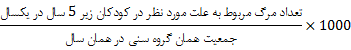 تعداد مرگ مربوط به علت مورد نظر در کودکان زیر 5 سال در یکسال
جمعیت همان گروه سنی در همان سال
×1000